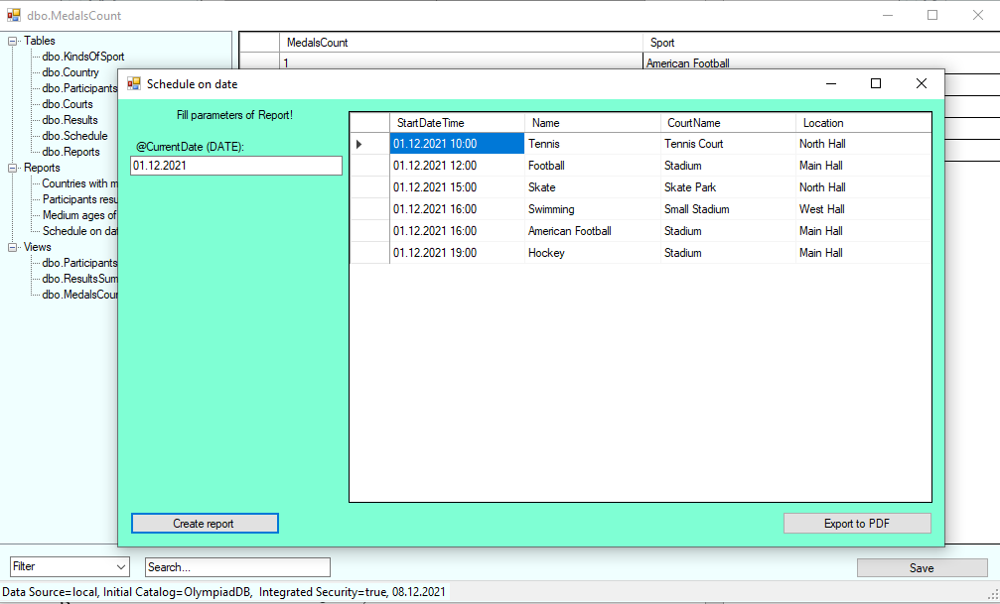 dbo.MedalsCount
Tables
dbo.KindsOfSport
dbo.Country
dbo.Participants
dbo.Courts
dbo.Results
dbo.Schedule
dbo.Reports
Reports
Countries with m
Participants resu
Medium ages of
Schedule on dat
Views
dbo.Participants
dbo.ResultsSum
dbo.MedalsCour
MedalsCount Sport
1 American Football
Schedule on date
Fill parameters of Report!
@CurrentDate (DATE):
01.12.2021
StartDateTime Name CourtName Location
01.12.2021 10:00 Tennis Tennis Court North Hall
01.12.2021 12:00 Football Stadium Main Hall
01.12.2021 15:00 Skate Skate Park North Hall
01.12.2021 16:00 Swimming Small Stadium West Hall
01.12.2021 16:00 American Football Stadium Main Hall
01.12.2021 19:00 Hockey Stadium Main Hall
Create report Export to PDF
Filter Search... Save
Data Source=local, Initial Catalog=OlympiadDB, Integrated Security=true, 08.12.2021